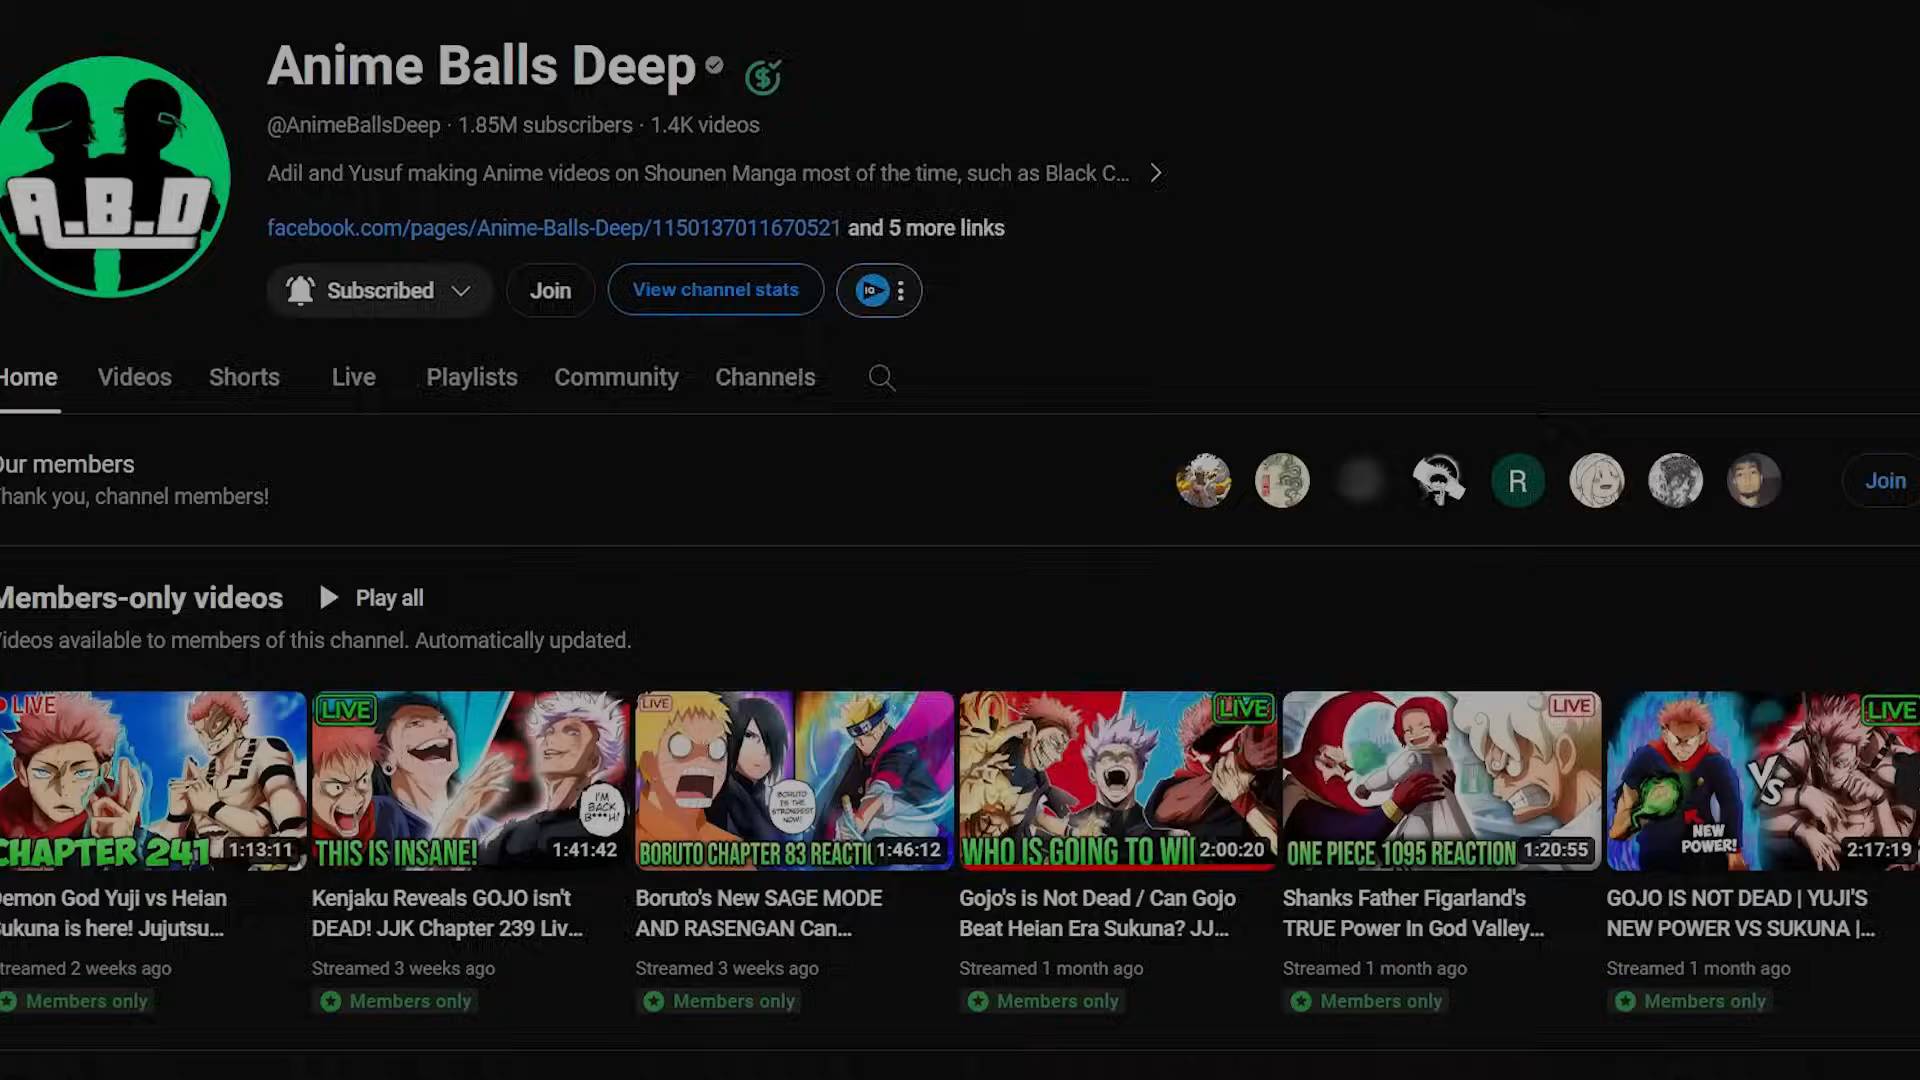 Anime Balls Deep
@AnimeBallsDeep · 1.85M subscribers · 1.4K videos
Adil and Yusuf making Anime videos on Shounen Manga most of the time, such as Black C...
facebook.com/pages/Anime-Balls-Deep/1150137011670521 and 5 more links
A.B.D
Subscribed
Join
View channel stats
IQ
Home
Videos
Shorts
Live
Playlists
Community
Channels
Our members
Thank you, channel members!
R
Join
Members-only videos
Play all
Videos available to members of this channel. Automatically updated.
LIVE
CHAPTER 241
1:13:11
LIVE
I'M BACK B***H!
THIS IS INSANE!
1:41:42
LIVE
BORUTO IS THE STRONGEST NOW!
BORUTO CHAPTER 83 REACTI
1:46:12
LIVE
WHO IS GOING TO WI
2:00:20
LIVE
ONE PIECE 1095 REACTION
1:20:55
LIVE
VS
NEW POWER!
2:17:19
Demon God Yuji vs Heian
Sukuna is here! Jujutsu...
Streamed 2 weeks ago
Members only
Kenjaku Reveals GOJO isn't
DEAD! JJK Chapter 239 Liv...
Streamed 3 weeks ago
Members only
Boruto's New SAGE MODE
AND RASENGAN Can...
Streamed 3 weeks ago
Members only
Gojo's is Not Dead / Can Gojo
Beat Heian Era Sukuna? JJ...
Streamed 1 month ago
Members only
Shanks Father Figarland's
TRUE Power In God Valley...
Streamed 1 month ago
Members only
GOJO IS NOT DEAD | YUJI'S
NEW POWER VS SUKUNA |...
Streamed 1 month ago
Members only